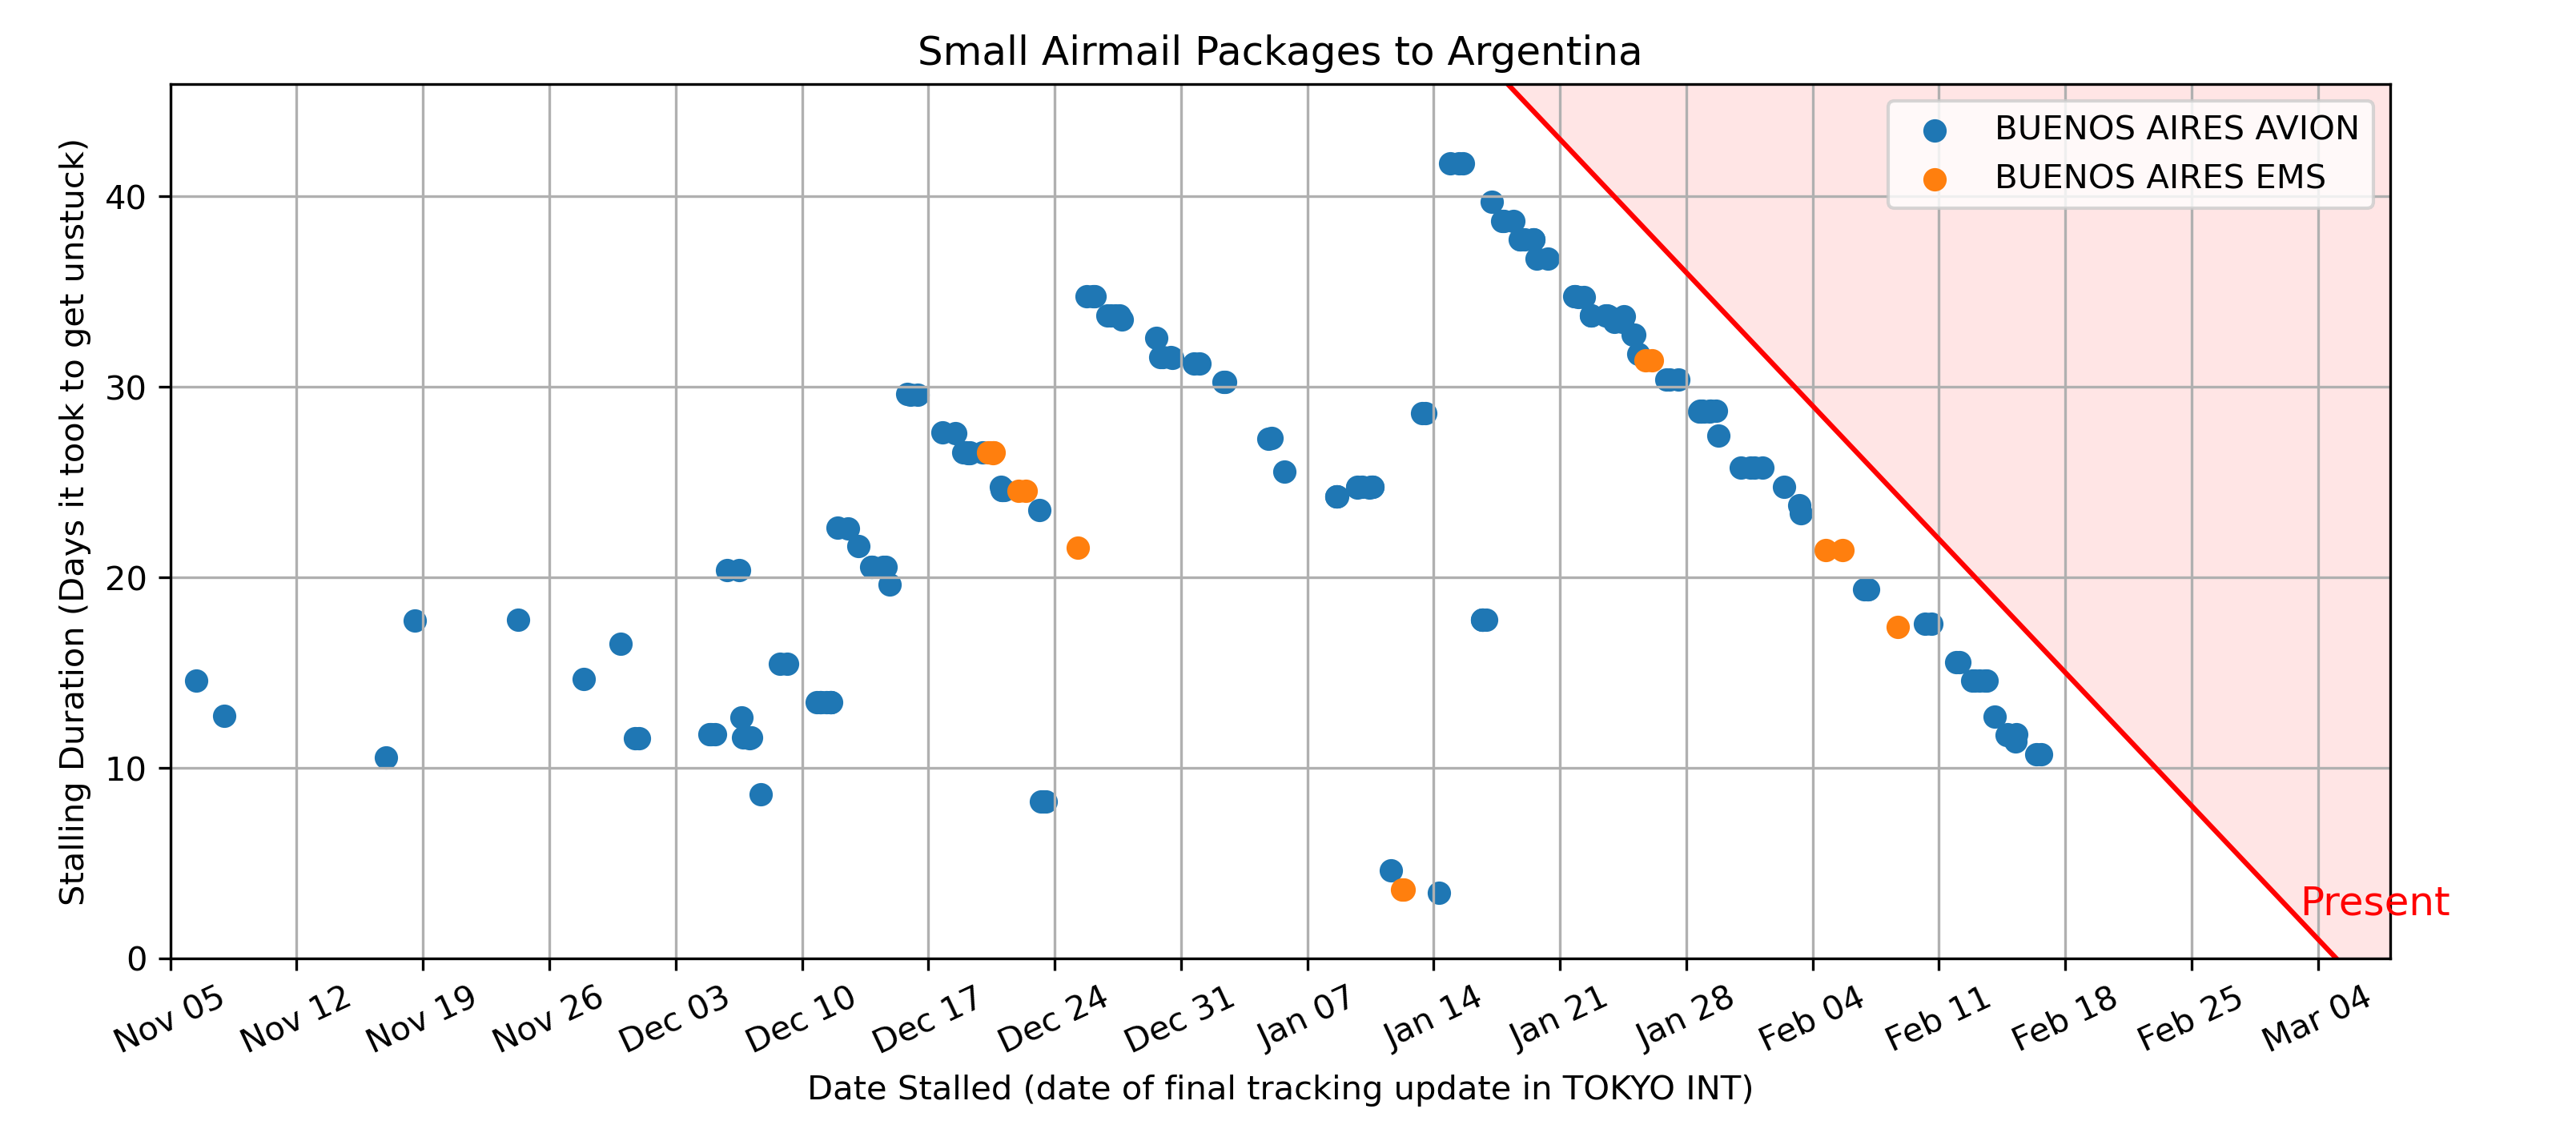 Small Airmail Packages to Argentina
BUENOS AIRES AVION
BUENOS AIRES EMS
Stalling Duration (Days it took to get unstuck)
40
30
20
10
0
Present
Nov 05
Nov 12
Nov 19
Nov 26
Dec 03
Dec 10
Dec 17
Dec 24
Dec 31
Jan 07
Jan 14
Jan 21
Jan 28
Feb 04
Feb 11
Feb 18
Feb 25
Mar 04
Date Stalled (date of final tracking update in TOKYO INT)